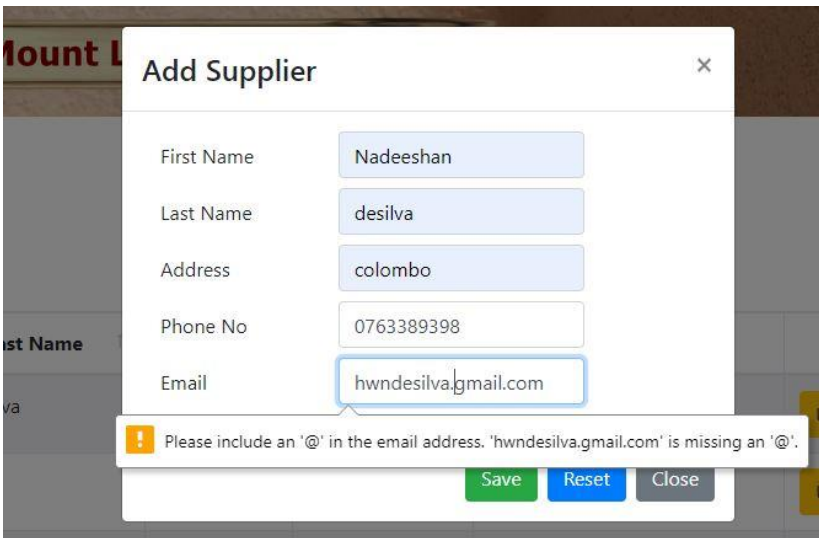 Mount L
Add Supplier ×
First Name Nadeeshan
Last Name desilva
Address colombo
Phone No 0763389398
ast Name
Email hwndesilva.gmail.com
va
Please include an '@' in the email address. 'hwndesilva.gmail.com' is missing an '@'.
Save Reset Close